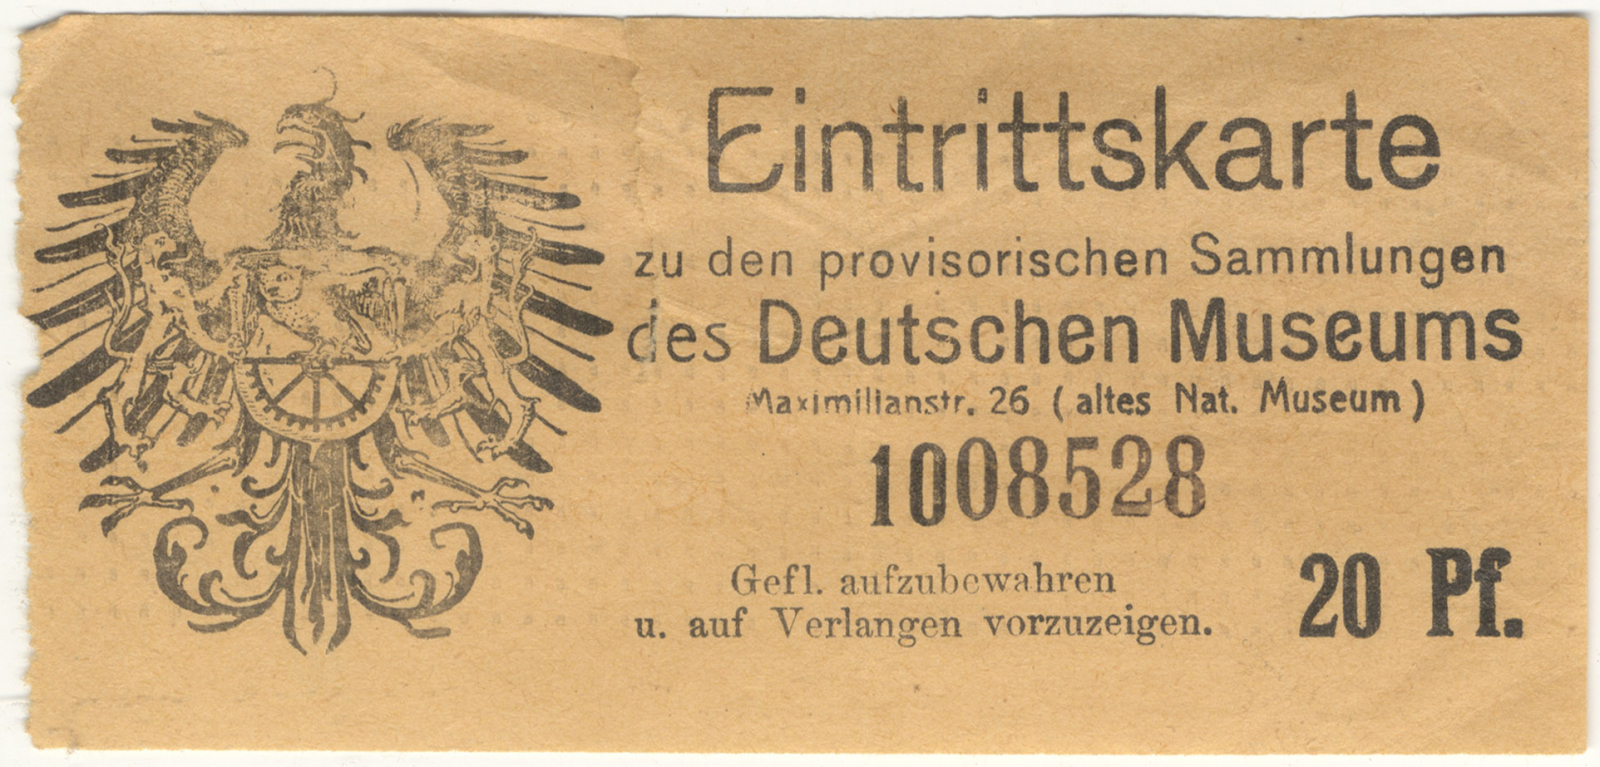 Eintrittskarte
zu den provisorischen Sammlungen
des Deutschen Museums
Maximilianstr. 26 (altes Nat. Museum)
1008528
Gefl. aufzubewahren
u. auf Verlangen vorzuzeigen.
20 Pf.